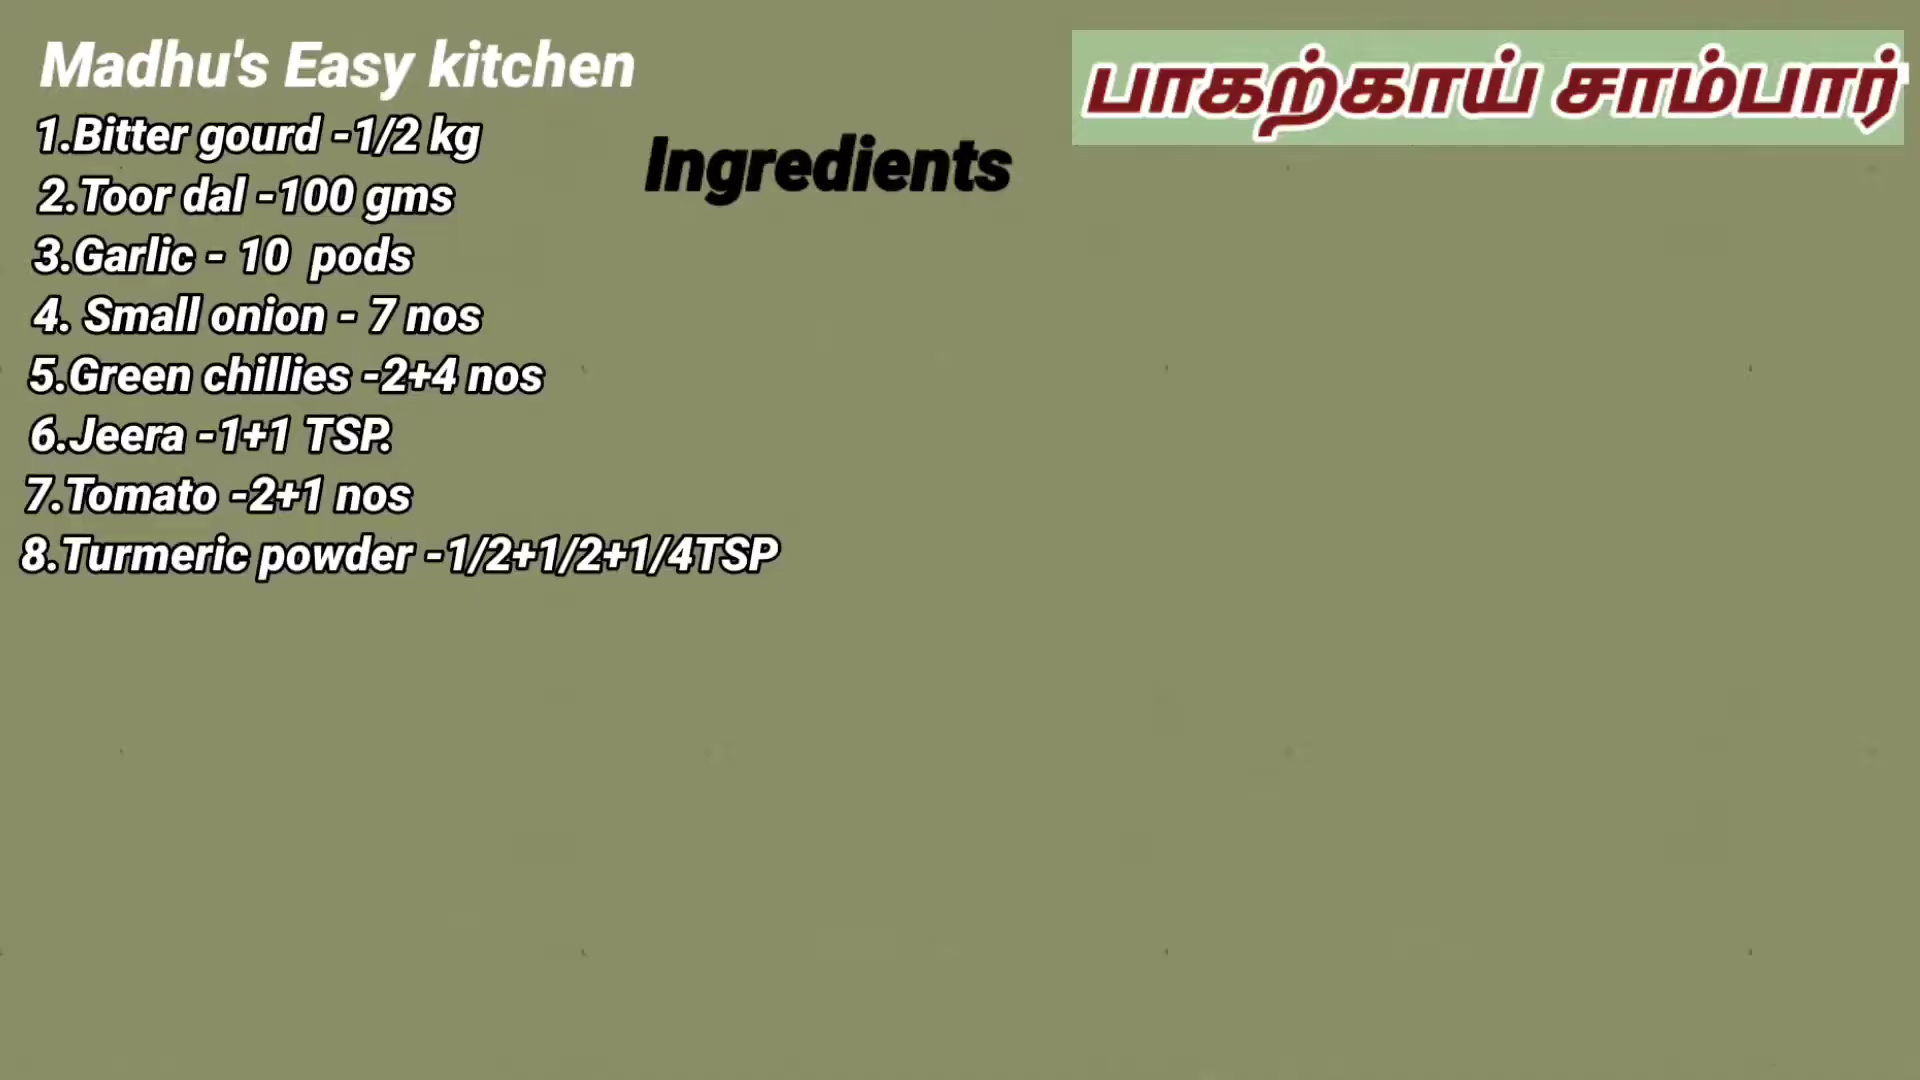 Madhu's Easy kitchen
பாகற்காய் சாம்பார்
Ingredients
1.Bitter gourd -1/2 kg
2.Toor dal -100 gms
3.Garlic - 10 pods
4. Small onion - 7 nos
5.Green chillies -2+4 nos
6.Jeera -1+1 TSP.
7.Tomato -2+1 nos
8.Turmeric powder -1/2+1/2+1/4TSP